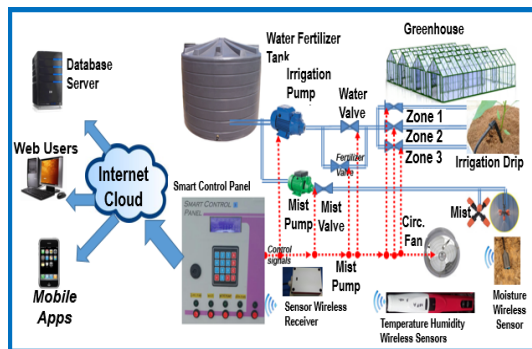 Database
Server
Web Users
Internet
Cloud
Mobile
Apps
Water Fertilizer
Tank
Irrigation
Pump
Water
Valve
Greenhouse
Zone 1
Zone 2
Zone 3
Irrigation Drip
Fertilizer
Valve
Smart Control Panel
SMART CONTROL
PANEL
Control
signals
Mist
Pump
Mist
Valve
Mist
Pump
Circ.
Fan
Mist
Sensor Wireless
Receiver
Temperature Humidity
Wireless Sensors
Moisture
Wireless
Sensor